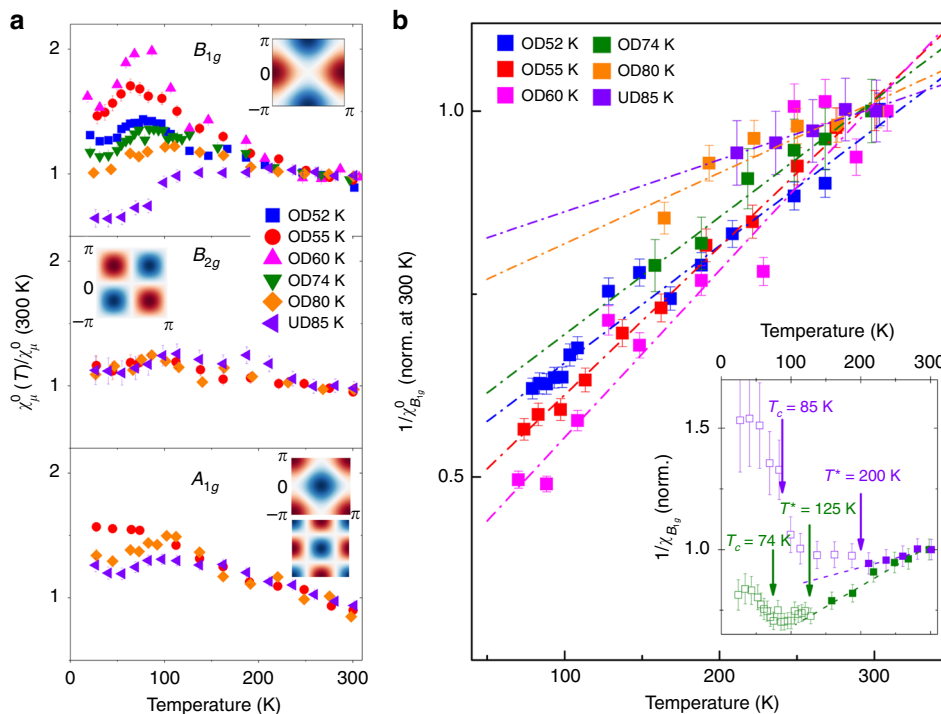 a
B1g
π
0
−π
π
2
1
OD52 K
OD55 K
OD60 K
OD74 K
OD80 K
UD85 K
B2g
π
0
−π
π
2
1
A1g
π
0
−π
π
2
1
χ⁰μ (T)/χ⁰μ (300 K)
0
100
200
300
Temperature (K)
b
OD52 K
OD55 K
OD60 K
OD74 K
OD80 K
UD85 K
1.0
0.5
1/χ⁰B1g (norm. at 300 K)
100
150
200
250
300
Temperature (K)
Temperature (K)
0
100
200
300
1.5
1.0
1/χB1g (norm.)
Tc = 85 K
T* = 200 K
T* = 125 K
Tc = 74 K